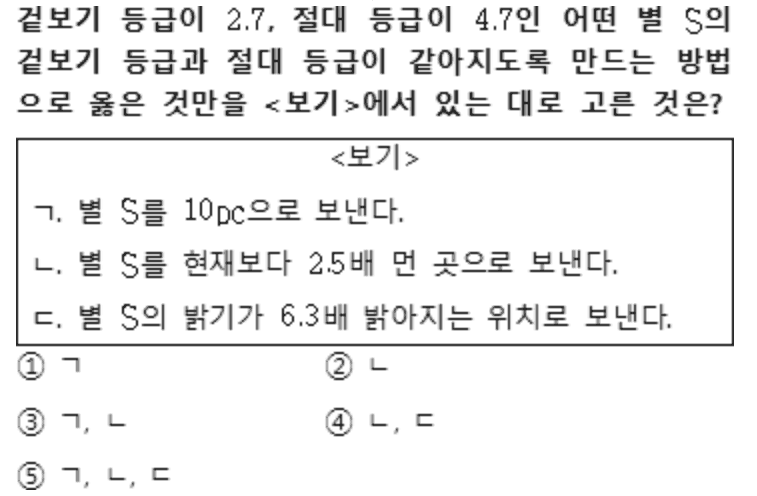 겉보기 등급이 2.7, 절대 등급이 4.7인 어떤 별 S의
겉보기 등급과 절대 등급이 같아지도록 만드는 방법
으로 옳은 것만을 <보기>에서 있는 대로 고른 것은?
<보기>
ㄱ. 별 S를 10pc으로 보낸다.
ㄴ. 별 S를 현재보다 2.5배 먼 곳으로 보낸다.
ㄷ. 별 S의 밝기가 6.3배 밝아지는 위치로 보낸다.
① ㄱ ② ㄴ
③ ㄱ, ㄴ ④ ㄴ, ㄷ
⑤ ㄱ, ㄴ, ㄷ